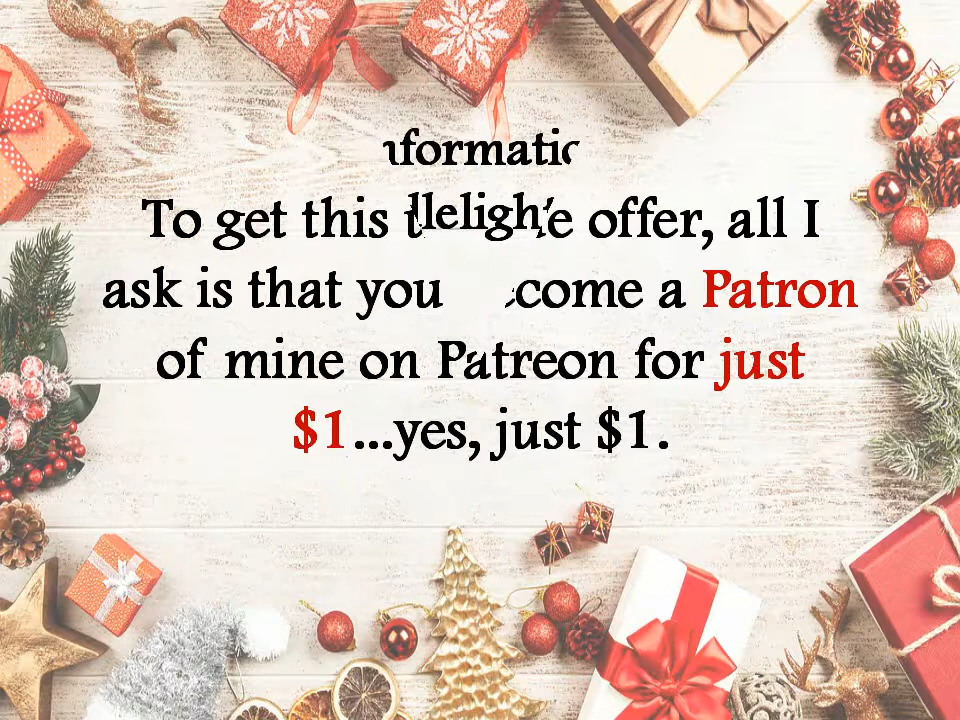 To get this offer, all I
ask is that you a Patron
of mine on Patreon for just
$1...yes, just $1.